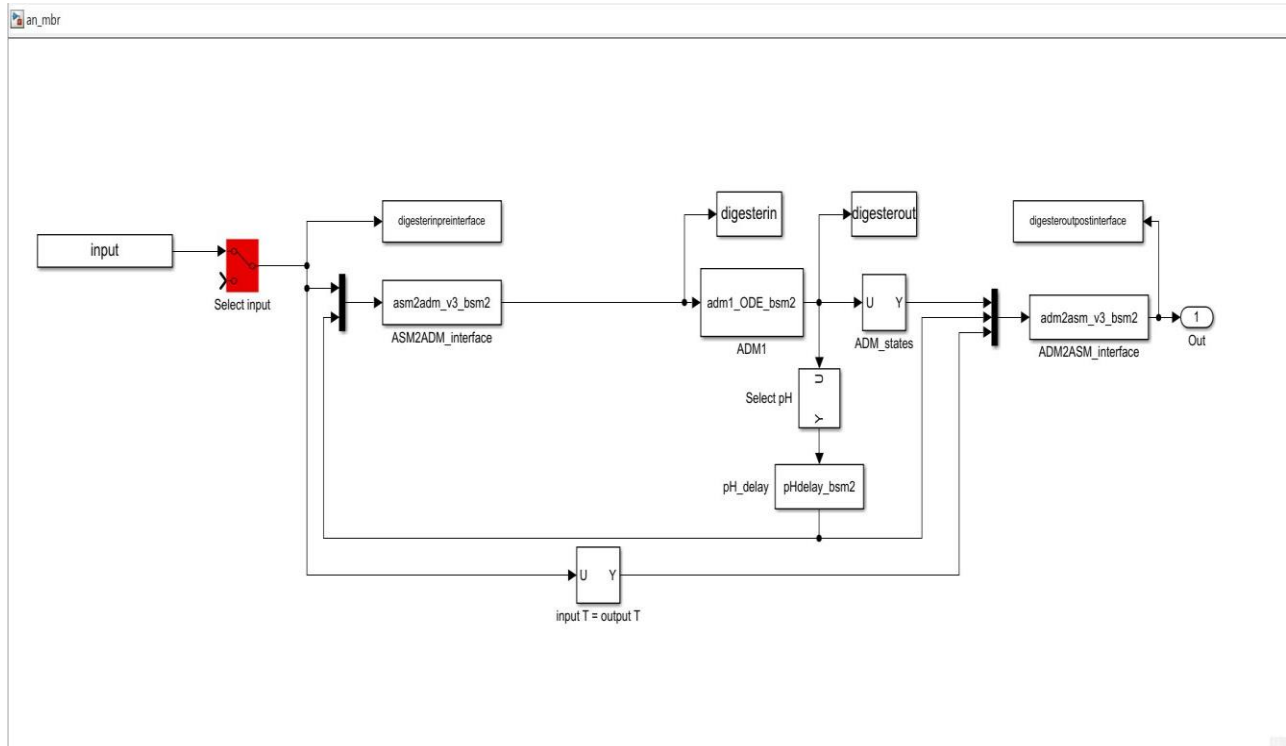 an_mbr
input
Select input
digesterinpreinterface
asm2adm_v3_bsm2
ASM2ADM_interface
digesterin
digesterout
digesteroutpostinterface
adm1_ODE_bsm2
ADM1
U Y
ADM_states
adm2asm_v3_bsm2
ADM2ASM_interface
1
Out
Select pH
U
Y
pH_delay
pHdelay_bsm2
U Y
input T = output T